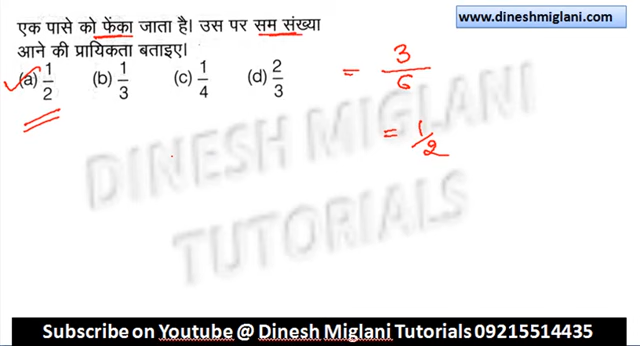 www.dineshmiglani.com
एक पासे को फेंका जाता है। उस पर सम संख्या
आने की प्रायिकता बताइए।
(a) 1/2 (b) 1/3 (c) 1/4 (d) 2/3
= 3/6
= 1/2
DINESH MIGLANI
TUTORIALS
Subscribe on Youtube @ Dinesh Miglani Tutorials 09215514435